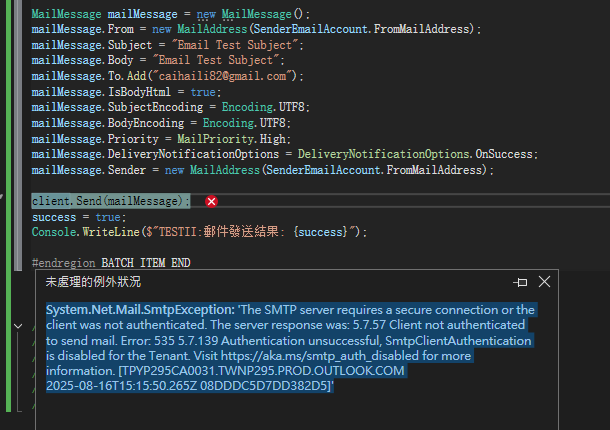 MailMessage mailMessage = new MailMessage();
mailMessage.From = new MailAddress(SenderEmailAccount.FromMailAddress);
mailMessage.Subject = "Email Test Subject";
mailMessage.Body = "Email Test Subject";
mailMessage.To.Add("caihaili82@gmail.com");
mailMessage.IsBodyHtml = true;
mailMessage.SubjectEncoding = Encoding.UTF8;
mailMessage.BodyEncoding = Encoding.UTF8;
mailMessage.Priority = MailPriority.High;
mailMessage.DeliveryNotificationOptions = DeliveryNotificationOptions.OnSuccess;
mailMessage.Sender = new MailAddress(SenderEmailAccount.FromMailAddress);
client.Send(mailMessage);
success = true;
Console.WriteLine($"TESTII:郵件發送結果: {success}");
#endregion BATCH ITEM END
未處理的例外狀況
System.Net.Mail.SmtpException: 'The SMTP server requires a secure connection or the
client was not authenticated. The server response was: 5.7.57 Client not authenticated
to send mail. Error: 535 5.7.139 Authentication unsuccessful, SmtpClientAuthentication
is disabled for the Tenant. Visit https://aka.ms/smtp_auth_disabled for more
information. [TPYP295CA0031.TWNP295.PROD.OUTLOOK.COM
2025-08-16T15:15:50.265Z 08DDDC5D7DD382D5]'